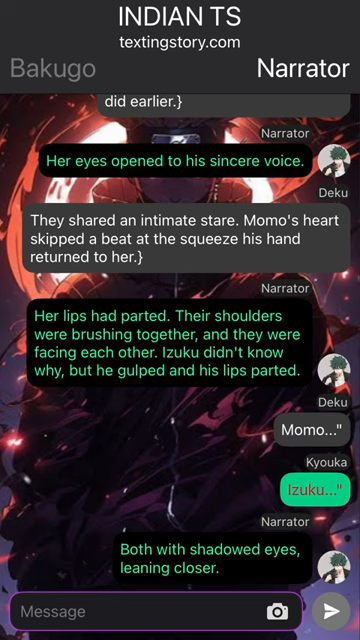 INDIAN TS
textingstory.com
Bakugo
Narrator
did earlier.}
Narrator
Her eyes opened to his sincere voice.
Deku
They shared an intimate stare. Momo's heart
skipped a beat at the squeeze his hand
returned to her.}
Narrator
Her lips had parted. Their shoulders
were brushing together, and they were
facing each other. Izuku didn't know
why, but he gulped and his lips parted.
Deku
Momo..."
Kyouka
Izuku..."
Narrator
Both with shadowed eyes,
leaning closer.
Message